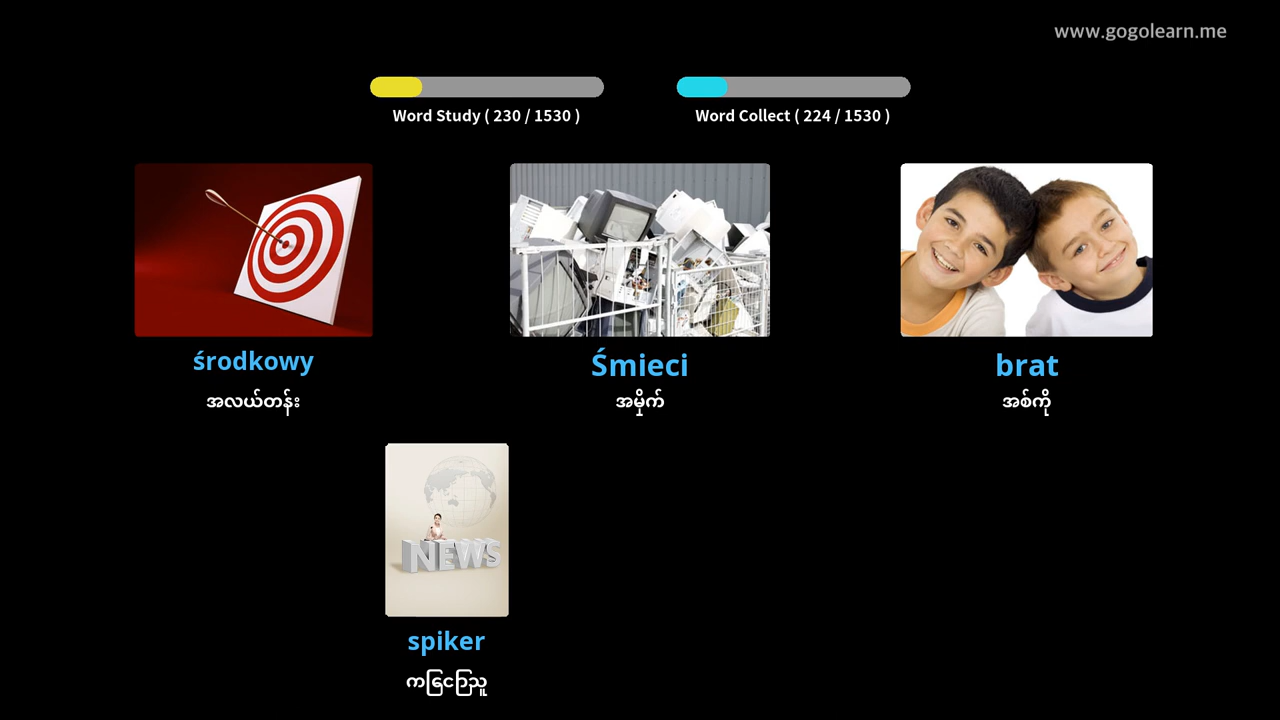 www.gogolearn.me
Word Study ( 230 / 1530 )
Word Collect ( 224 / 1530 )
środkowy
Śmieci
brat
အလယ်တန်း
အမှိုက်
အစ်ကို
NEWS
spiker
ကြေငြာသူ